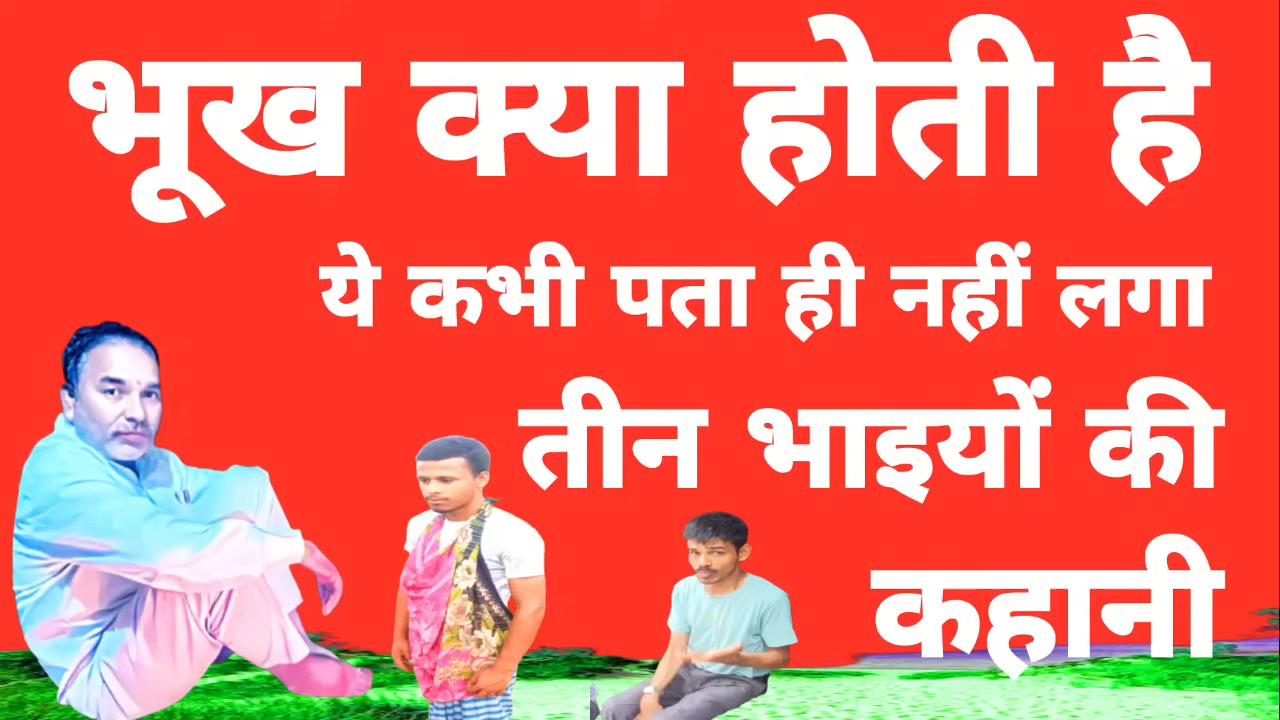 भूख क्या होती है
ये कभी पता ही नहीं लगा
तीन भाइयों की
कहानी